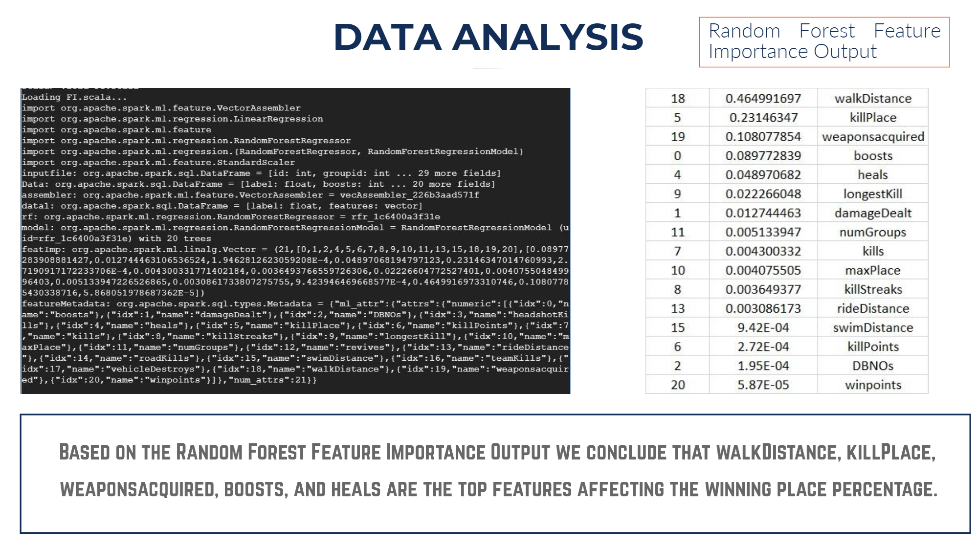 DATA ANALYSIS
Random Forest Feature
Importance Output
Loading FI.scala...
import org.apache.spark.ml.feature.VectorAssembler
import org.apache.spark.ml.regression.LinearRegression
import org.apache.spark.ml.feature
import org.apache.spark.ml.regression.RandomForestRegressor
import org.apache.spark.ml.regression.{RandomForestRegressor, RandomForestRegressionModel}
import org.apache.spark.ml.feature.StandardScaler
inputfile: org.apache.spark.sql.DataFrame = [id: int, groupid: int ... 29 more fields]
Data: org.apache.spark.sql.DataFrame = [label: float, boosts: int ... 20 more fields]
assembler: org.apache.spark.ml.feature.VectorAssembler = vecAssembler_226b3aad571f
data1: org.apache.spark.sql.DataFrame = [label: float, features: vector]
rf: org.apache.spark.ml.regression.RandomForestRegressor = rfr_1c6400a3f31e
model: org.apache.spark.ml.regression.RandomForestRegressionModel = RandomForestRegressionModel (u
id=rfr_1c6400a3f31e) with 20 trees
featImp: org.apache.spark.ml.linalg.Vector = (21,[0,1,2,4,5,6,7,8,9,10,11,13,15,18,19,20],[0.08977
283908881427,0.012744463106536524,1.9462812623059208E-4,0.04897068194797123,0.23146347014760993,2.
719091717223706E-4,0.004300331771402184,0.0036493766559726306,0.02226604772527401,0.0040755048499
96403,0.005133947226526865,0.0030861733807275755,9.423946469668577E-4,0.4649916973310746,0.1080778
5430338716,5.868051978687362E-5])
featureMetadata: org.apache.spark.sql.types.Metadata = {"ml_attr":{"attrs":{"numeric":[{"idx":0,"n
ame":"boosts"},{"idx":1,"name":"damageDealt"},{"idx":2,"name":"DBNOs"},{"idx":3,"name":"headshotKi
lls"},{"idx":4,"name":"heals"},{"idx":5,"name":"killPlace"},{"idx":6,"name":"killPoints"},{"idx":7
,"name":"kills"},{"idx":8,"name":"killStreaks"},{"idx":9,"name":"longestKill"},{"idx":10,"name":"m
axPlace"},{"idx":11,"name":"numGroups"},{"idx":12,"name":"revives"},{"idx":13,"name":"rideDistance
"},{"idx":14,"name":"roadKills"},{"idx":15,"name":"swimDistance"},{"idx":16,"name":"teamKills"},{"
idx":17,"name":"vehicleDestroys"},{"idx":18,"name":"walkDistance"},{"idx":19,"name":"weaponsacquir
ed"},{"idx":20,"name":"winpoints"}]},"num_attrs":21}}
18 0.464991697 walkDistance
5 0.23146347 killPlace
19 0.108077854 weaponsacquired
0 0.089772839 boosts
4 0.048970682 heals
9 0.022266048 longestKill
1 0.012744463 damageDealt
11 0.005133947 numGroups
7 0.004300332 kills
10 0.004075505 maxPlace
8 0.003649377 killStreaks
13 0.003086173 rideDistance
15 9.42E-04 swimDistance
6 2.72E-04 killPoints
2 1.95E-04 DBNOs
20 5.87E-05 winpoints
Based on the Random Forest Feature Importance Output we conclude that walkDistance, killPlace,
weaponsacquired, boosts, and heals are the top features affecting the winning place percentage.